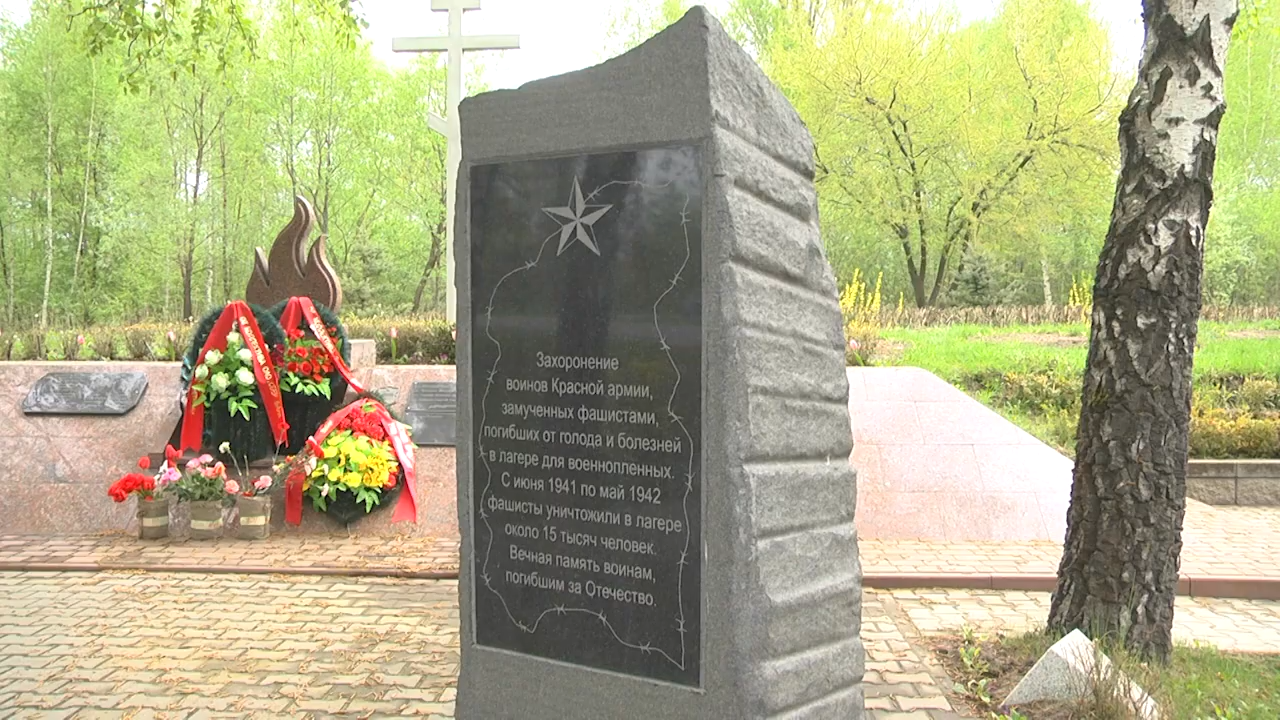 Захоронение
воинов Красной армии,
замученных фашистами,
погибших от голода и болезней
в лагере для военнопленных.
С июня 1941 по май 1942
фашисты уничтожили в лагере
около 15 тысяч человек.
Вечная память воинам,
погибшим за Отечество.